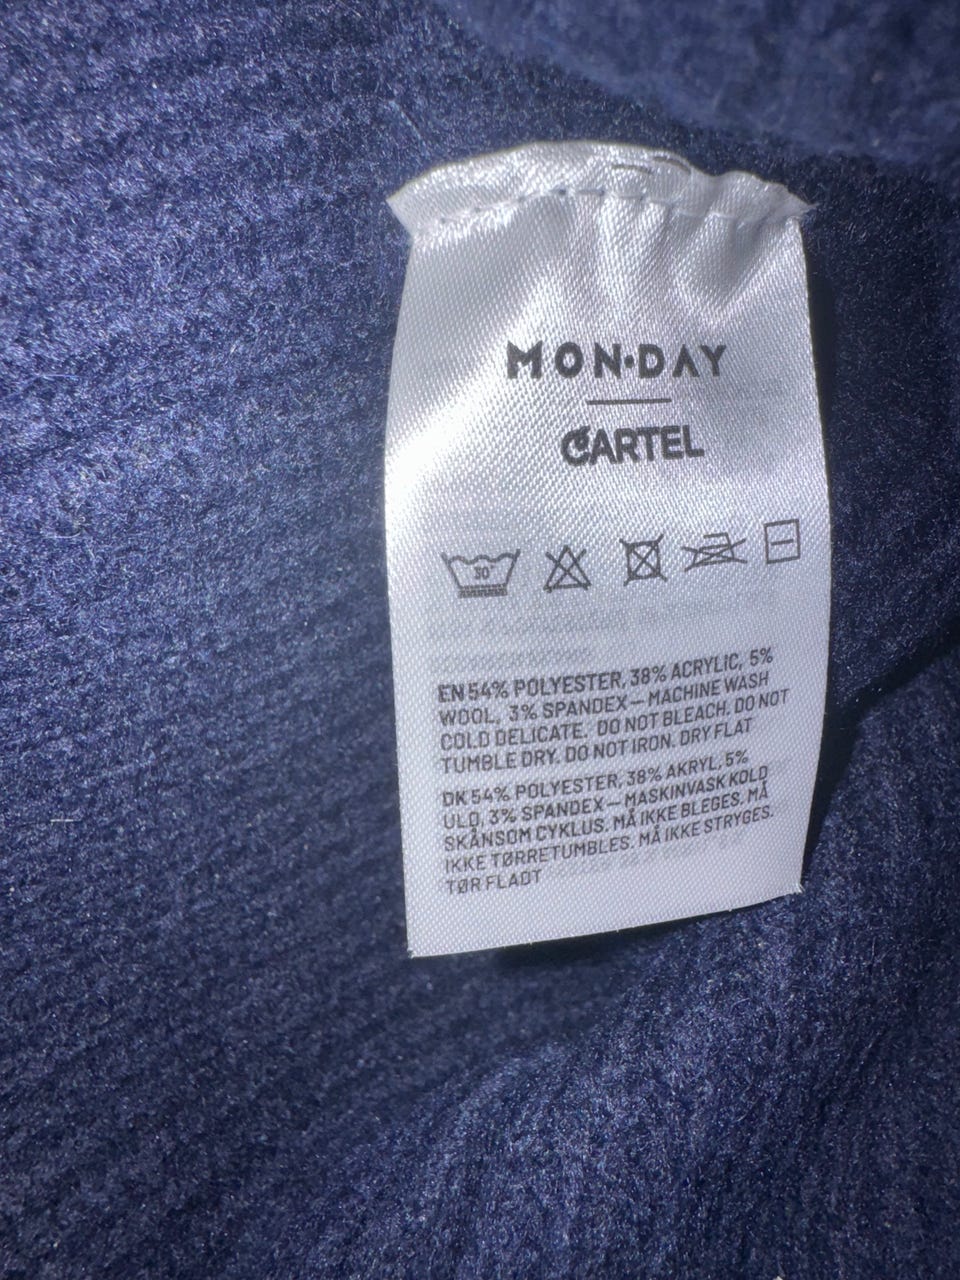 MON•DAY
CARTEL
30°
EN 54% POLYESTER, 38% ACRYLIC, 5%
WOOL, 3% SPANDEX – MACHINE WASH
COLD DELICATE. DO NOT BLEACH. DO NOT
TUMBLE DRY. DO NOT IRON. DRY FLAT
DK 54% POLYESTER, 38% AKRYL, 5%
ULD, 3% SPANDEX – MASKINVASK KOLD
SKÅNSOM CYKLUS. MÅ IKKE BLEGES. MÅ
IKKE TØRRETUMBLES. MÅ IKKE STRYGES.
TØR FLADT